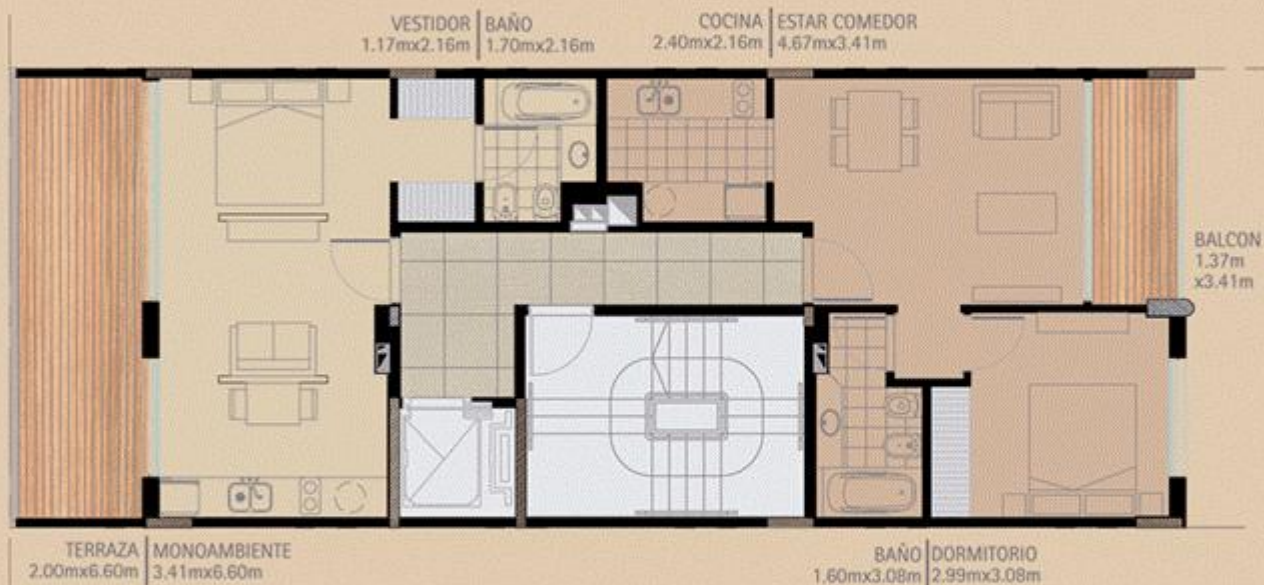 VESTIDOR
1.17mx2.16m
BAÑO
1.70mx2.16m
COCINA
2.40mx2.16m
ESTAR COMEDOR
4.67mx3.41m
BALCON
1.37m
x3.41m
TERRAZA
2.00mx6.60m
MONOAMBIENTE
3.41mx6.60m
BAÑO
1.60mx3.08m
DORMITORIO
2.99mx3.08m